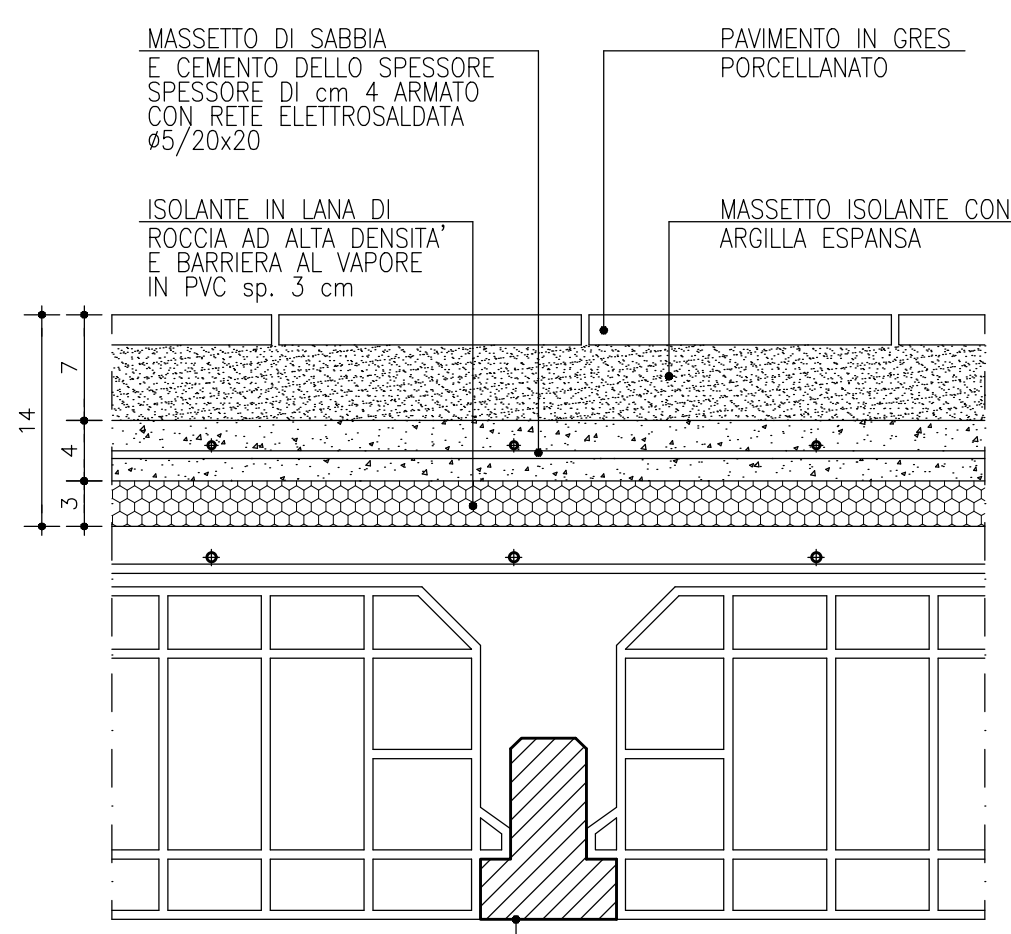 MASSETTO DI SABBIA
E CEMENTO DELLO SPESSORE
SPESSORE DI cm 4 ARMATO
CON RETE ELETTROSALDATA
ø5/20x20
PAVIMENTO IN GRES
PORCELLANATO
ISOLANTE IN LANA DI
ROCCIA AD ALTA DENSITA'
E BARRIERA AL VAPORE
IN PVC sp. 3 cm
MASSETTO ISOLANTE CON
ARGILLA ESPANSA
14
7
4
3